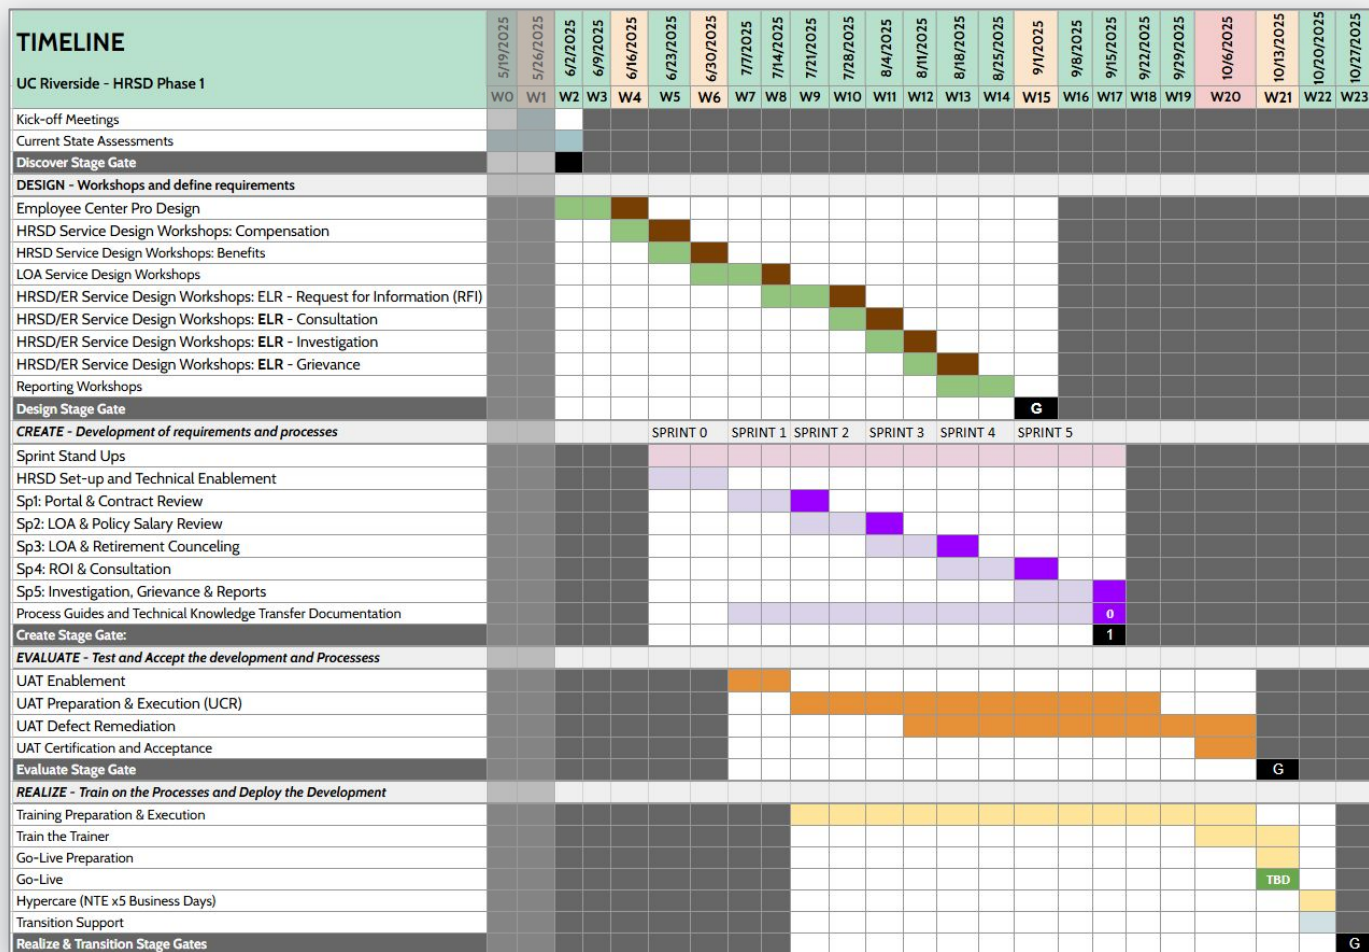 TIMELINE
UC Riverside - HRSD Phase 1
5/19/2025 5/26/2025 6/2/2025 6/9/2025 6/16/2025 6/23/2025 6/30/2025 7/7/2025 7/14/2025 7/21/2025 7/28/2025 8/4/2025 8/11/2025 8/18/2025 8/25/2025 9/1/2025 9/8/2025 9/15/2025 9/22/2025 9/29/2025 10/6/2025 10/13/2025 10/20/2025 10/27/2025
W0 W1 W2 W3 W4 W5 W6 W7 W8 W9 W10 W11 W12 W13 W14 W15 W16 W17 W18 W19 W20 W21 W22 W23
Kick-off Meetings
Current State Assessments
Discover Stage Gate
DESIGN - Workshops and define requirements
Employee Center Pro Design
HRSD Service Design Workshops: Compensation
HRSD Service Design Workshops: Benefits
LOA Service Design Workshops
HRSD/ER Service Design Workshops: ELR - Request for Information (RFI)
HRSD/ER Service Design Workshops: ELR - Consultation
HRSD/ER Service Design Workshops: ELR - Investigation
HRSD/ER Service Design Workshops: ELR - Grievance
Reporting Workshops
Design Stage Gate G
CREATE - Development of requirements and processes SPRINT 0 SPRINT 1 SPRINT 2 SPRINT 3 SPRINT 4 SPRINT 5
Sprint Stand Ups
HRSD Set-up and Technical Enablement
Sp1: Portal & Contract Review
Sp2: LOA & Policy Salary Review
Sp3: LOA & Retirement Counceling
Sp4: ROI & Consultation
Sp5: Investigation, Grievance & Reports
Process Guides and Technical Knowledge Transfer Documentation 0
Create Stage Gate: 1
EVALUATE - Test and Accept the development and Processess
UAT Enablement
UAT Preparation & Execution (UCR)
UAT Defect Remediation
UAT Certification and Acceptance
Evaluate Stage Gate G
REALIZE - Train on the Processes and Deploy the Development
Training Preparation & Execution
Train the Trainer
Go-Live Preparation
Go-Live TBD
Hypercare (NTE x5 Business Days)
Transition Support
Realize & Transition Stage Gates G